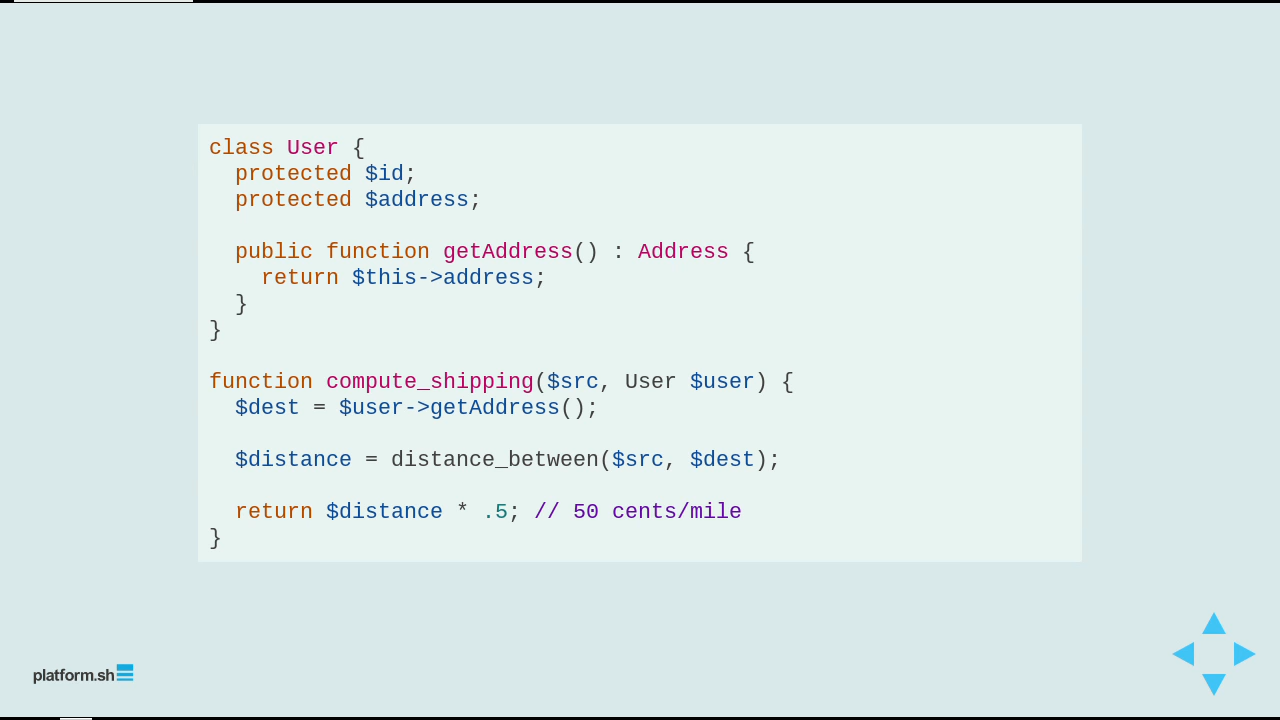 class User {
  protected $id;
  protected $address;

  public function getAddress() : Address {
    return $this->address;
  }
}

function compute_shipping($src, User $user) {
  $dest = $user->getAddress();

  $distance = distance_between($src, $dest);

  return $distance * .5; // 50 cents/mile
}
platform.sh